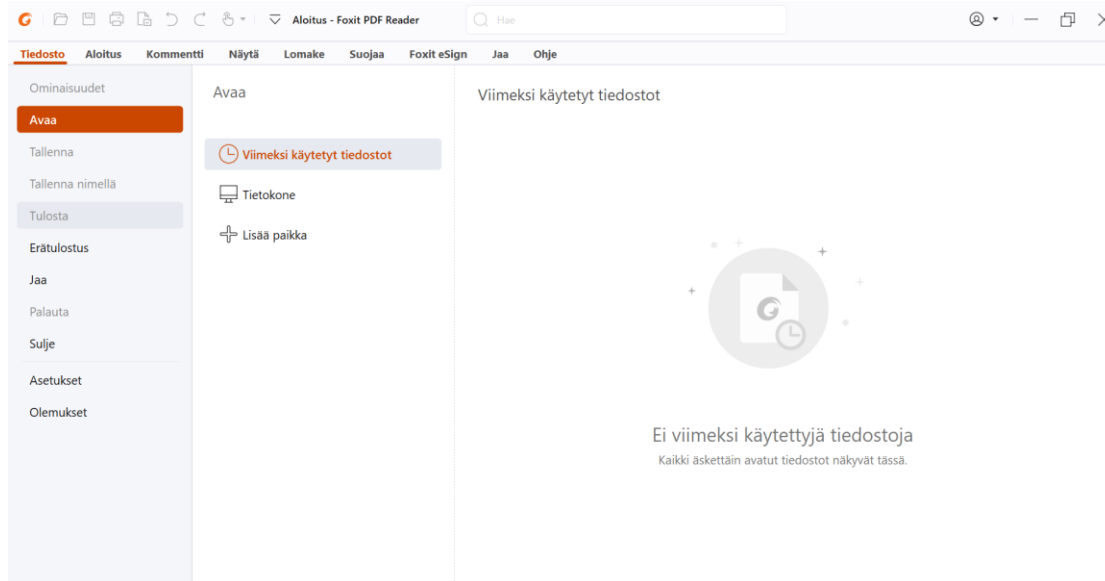 Aloitus - Foxit PDF Reader
Hae
Tiedosto Aloitus Kommentti Näytä Lomake Suojaa Foxit eSign Jaa Ohje
Ominaisuudet
Avaa
Tallenna
Tallenna nimellä
Tulosta
Erätulostus
Jaa
Palauta
Sulje
Asetukset
Olemukset
Avaa
Viimeksi käytetyt tiedostot
Tietokone
Lisää paikka
Viimeksi käytetyt tiedostot
Ei viimeksi käytettyjä tiedostoja
Kaikki äskettäin avatut tiedostot näkyvät tässä.